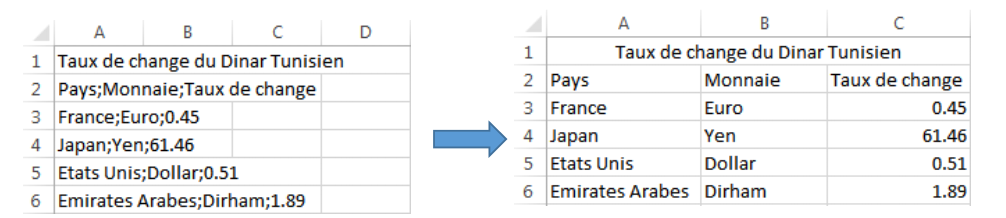 A B C D
1 Taux de change du Dinar Tunisien
2 Pays;Monnaie;Taux de change
3 France;Euro;0.45
4 Japan;Yen;61.46
5 Etats Unis;Dollar;0.51
6 Emirates Arabes;Dirham;1.89
A B C
1 Taux de change du Dinar Tunisien
2 Pays Monnaie Taux de change
3 France Euro 0.45
4 Japan Yen 61.46
5 Etats Unis Dollar 0.51
6 Emirates Arabes Dirham 1.89